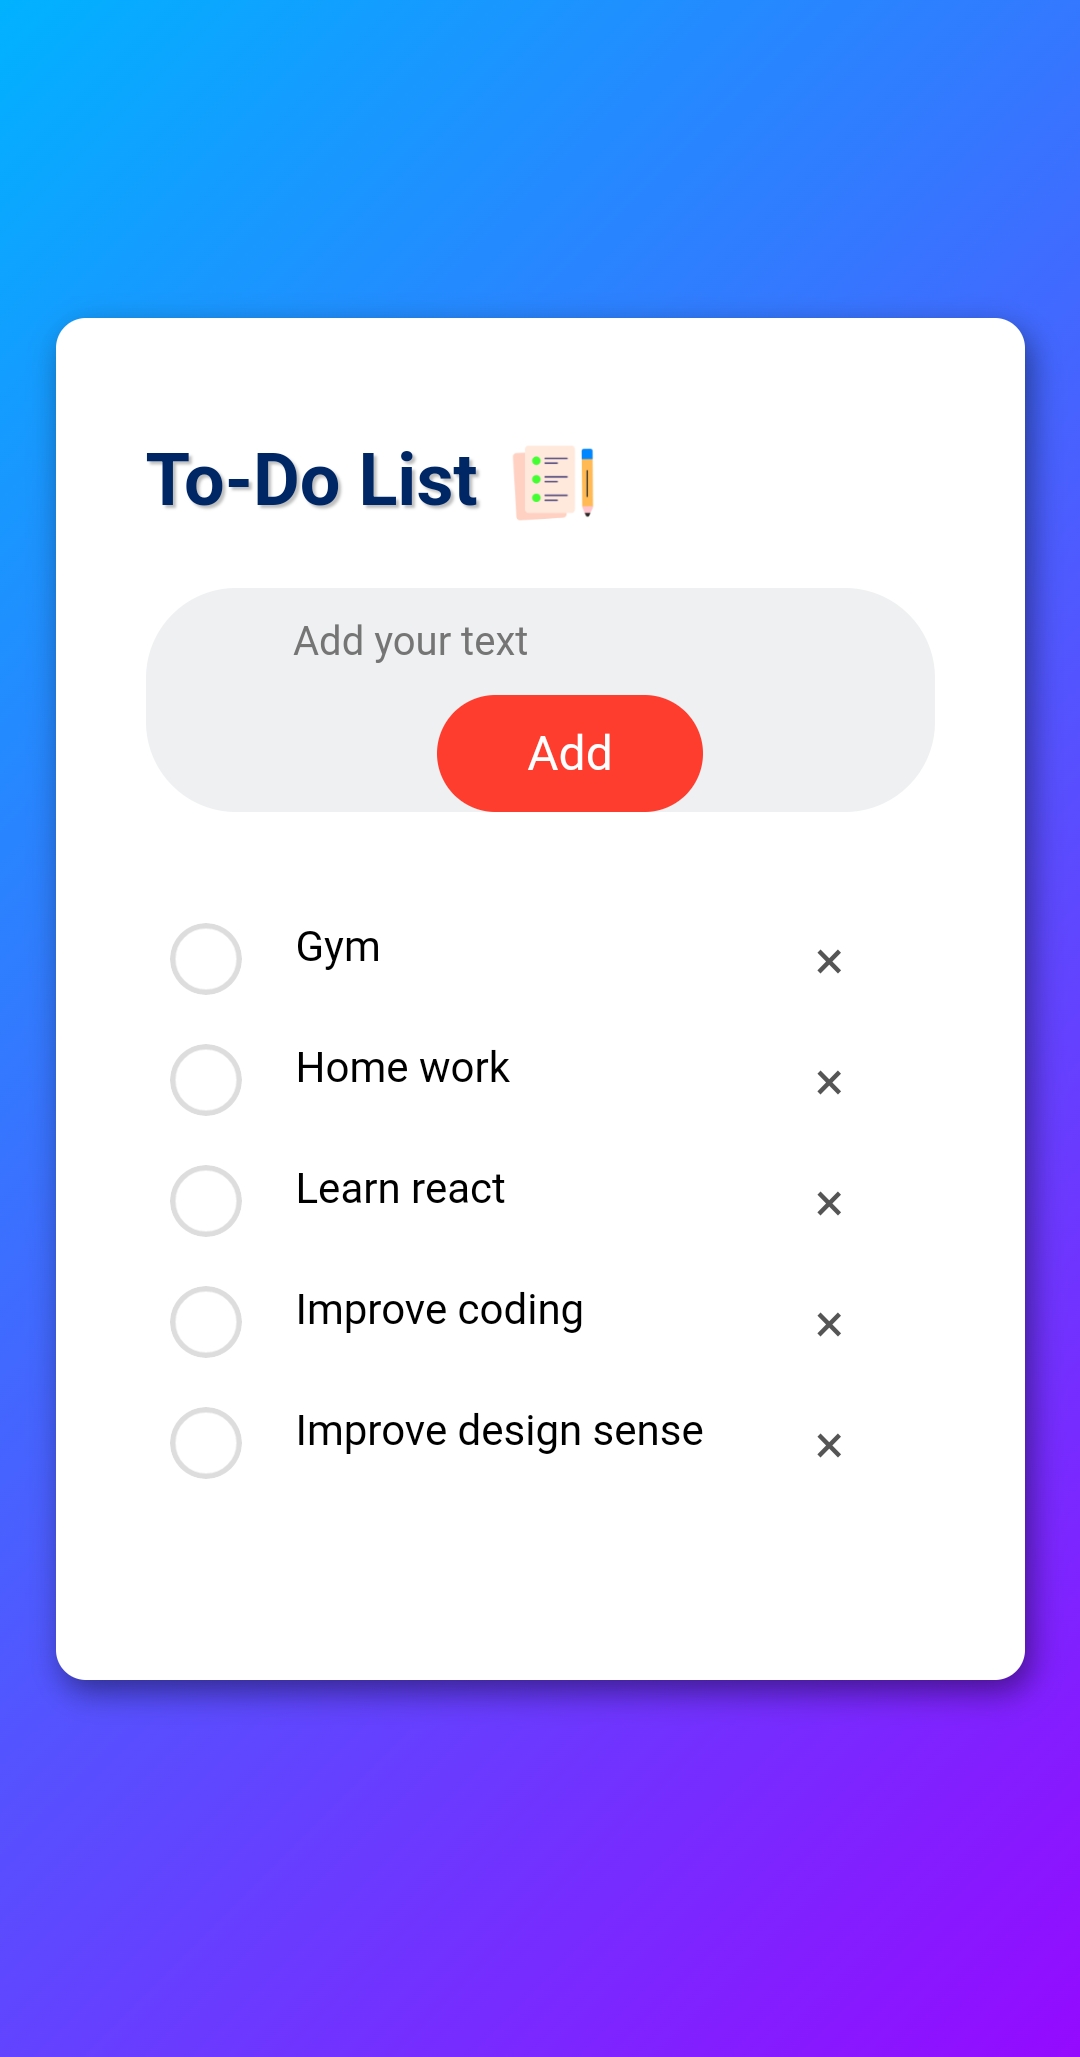 To-Do List
Add your text
Add
Gym ×
Home work ×
Learn react ×
Improve coding ×
Improve design sense ×